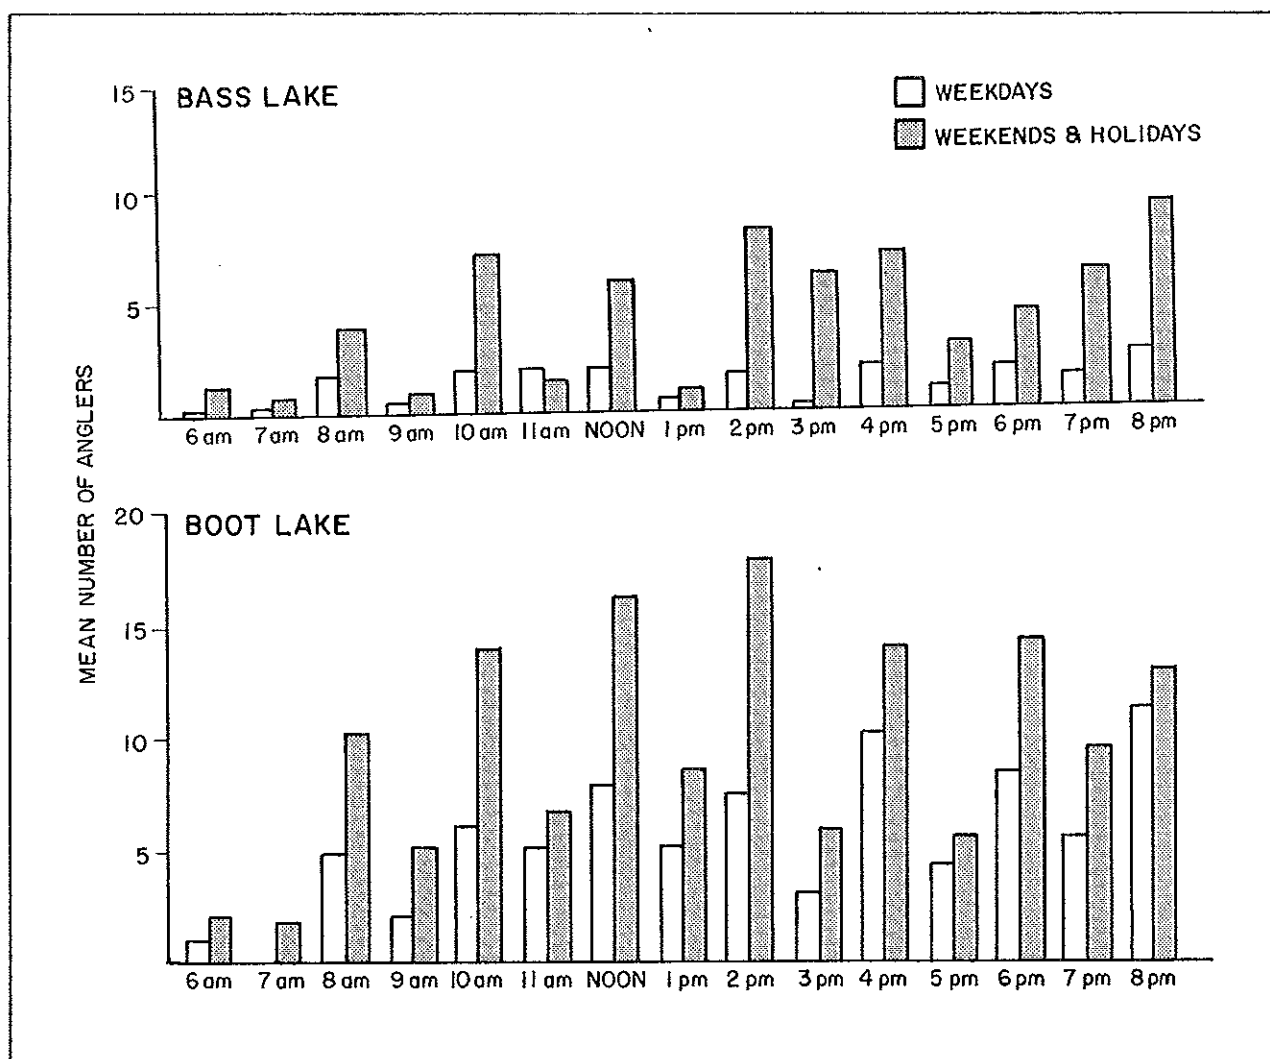 BASS LAKE
WEEKDAYS
WEEKENDS & HOLIDAYS
15
10
5
6 am 7 am 8 am 9 am 10 am 11 am NOON 1 pm 2 pm 3 pm 4 pm 5 pm 6 pm 7 pm 8 pm
MEAN NUMBER OF ANGLERS
BOOT LAKE
20
15
10
5
6 am 7 am 8 am 9 am 10 am 11 am NOON 1 pm 2 pm 3 pm 4 pm 5 pm 6 pm 7 pm 8 pm